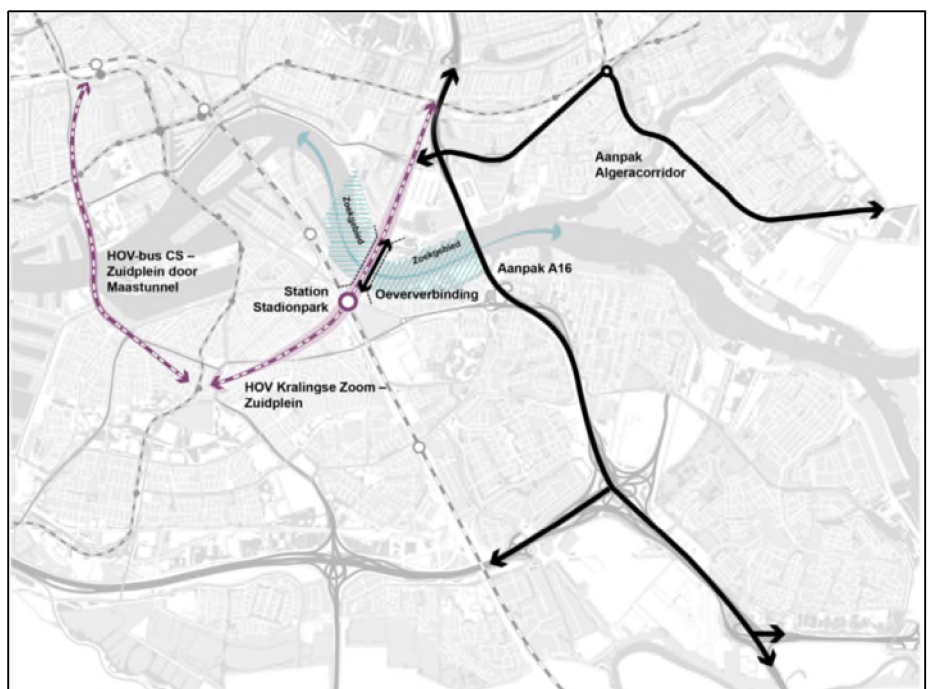 Aanpak
Algeracorridor
Zoekgebied
Zoekgebied
HOV-bus CS –
Zuidplein door
Maastunnel
Aanpak A16
Station
Stadionpark
Oeververbinding
HOV Kralingse Zoom –
Zuidplein